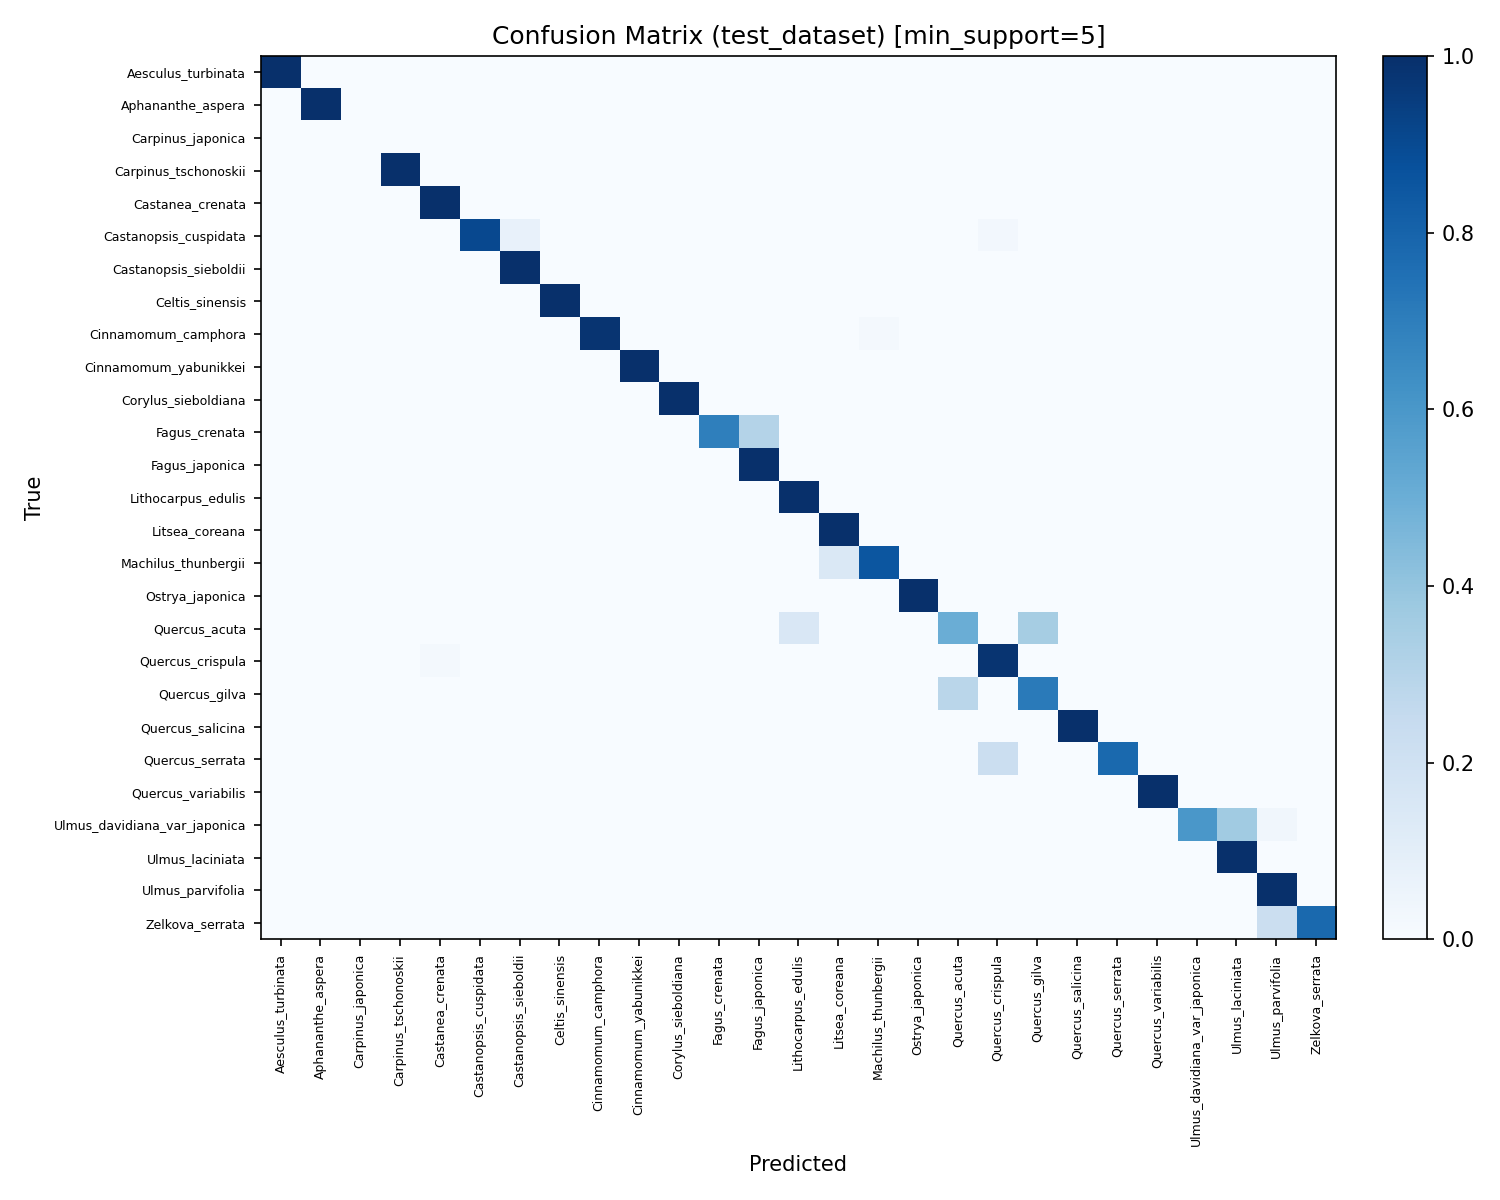 Confusion Matrix (test_dataset) [min_support=5]
True
Aesculus_turbinata
Aphananthe_aspera
Carpinus_japonica
Carpinus_tschonoskii
Castanea_crenata
Castanopsis_cuspidata
Castanopsis_sieboldii
Celtis_sinensis
Cinnamomum_camphora
Cinnamomum_yabunikkei
Corylus_sieboldiana
Fagus_crenata
Fagus_japonica
Lithocarpus_edulis
Litsea_coreana
Machilus_thunbergii
Ostrya_japonica
Quercus_acuta
Quercus_crispula
Quercus_gilva
Quercus_salicina
Quercus_serrata
Quercus_variabilis
Ulmus_davidiana_var_japonica
Ulmus_laciniata
Ulmus_parvifolia
Zelkova_serrata
Aesculus_turbinata
Aphananthe_aspera
Carpinus_japonica
Carpinus_tschonoskii
Castanea_crenata
Castanopsis_cuspidata
Castanopsis_sieboldii
Celtis_sinensis
Cinnamomum_camphora
Cinnamomum_yabunikkei
Corylus_sieboldiana
Fagus_crenata
Fagus_japonica
Lithocarpus_edulis
Litsea_coreana
Machilus_thunbergii
Ostrya_japonica
Quercus_acuta
Quercus_crispula
Quercus_gilva
Quercus_salicina
Quercus_serrata
Quercus_variabilis
Ulmus_davidiana_var_japonica
Ulmus_laciniata
Ulmus_parvifolia
Zelkova_serrata
Predicted
1.0
0.8
0.6
0.4
0.2
0.0